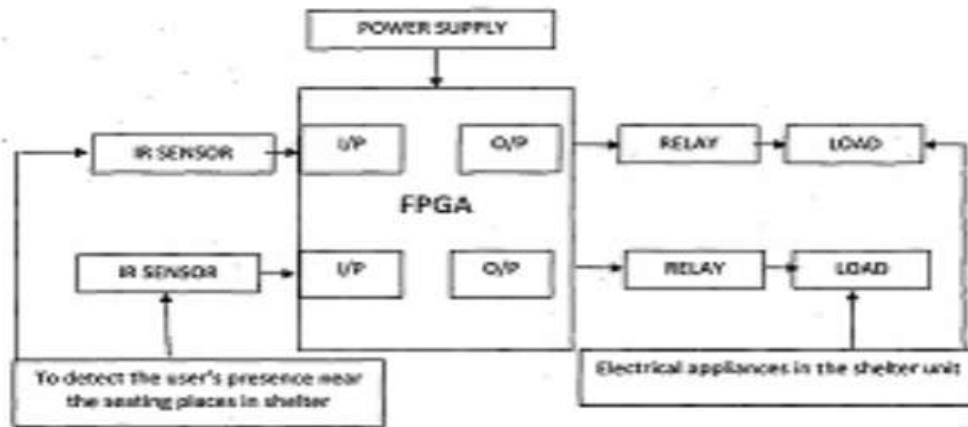 POWER SUPPLY
IR SENSOR
I/P
O/P
RELAY
LOAD
FPGA
IR SENSOR
I/P
O/P
RELAY
LOAD
To detect the user's presence near
the seating places in shelter
Electrical appliances in the shelter unit